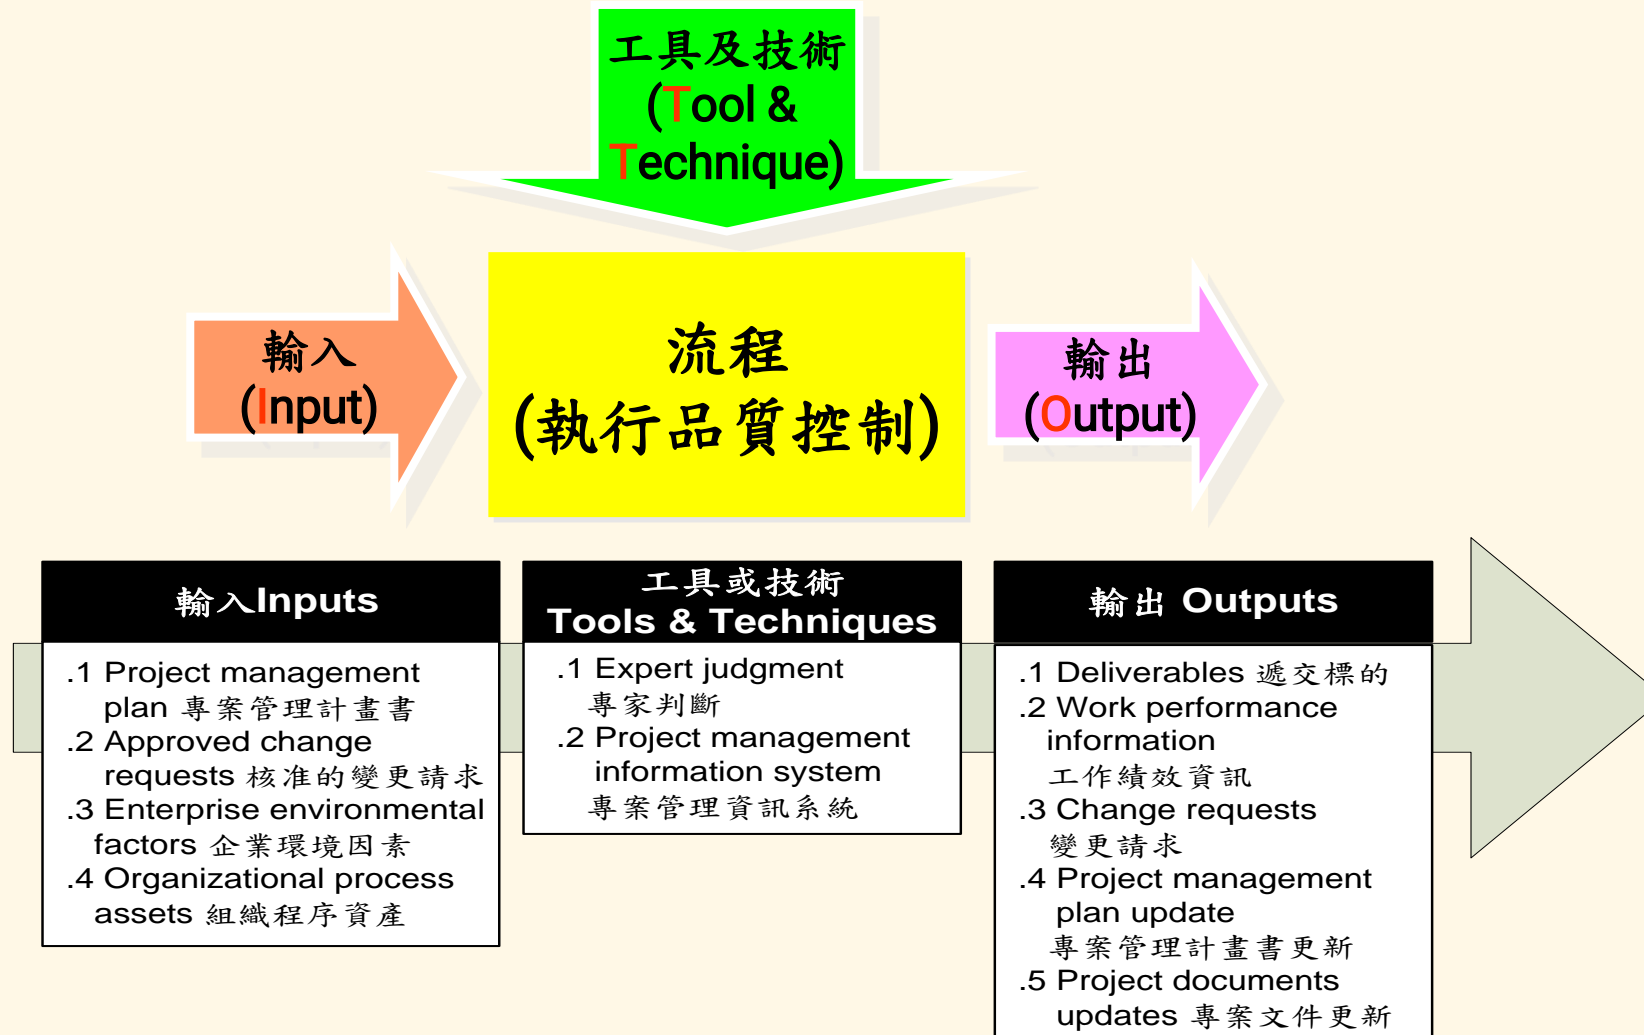 工具及技術
(Tool &
Technique)
輸入
(Input)
流程
(執行品質控制)
輸出
(Output)
輸入Inputs
.1 Project management
plan 專案管理計畫書
.2 Approved change
requests 核准的變更請求
.3 Enterprise environmental
factors 企業環境因素
.4 Organizational process
assets 組織程序資產
工具或技術
Tools & Techniques
.1 Expert judgment
專家判斷
.2 Project management
information system
專案管理資訊系統
輸出 Outputs
.1 Deliverables 遞交標的
.2 Work performance
information
工作績效資訊
.3 Change requests
變更請求
.4 Project management
plan update
專案管理計畫書更新
.5 Project documents
updates 專案文件更新